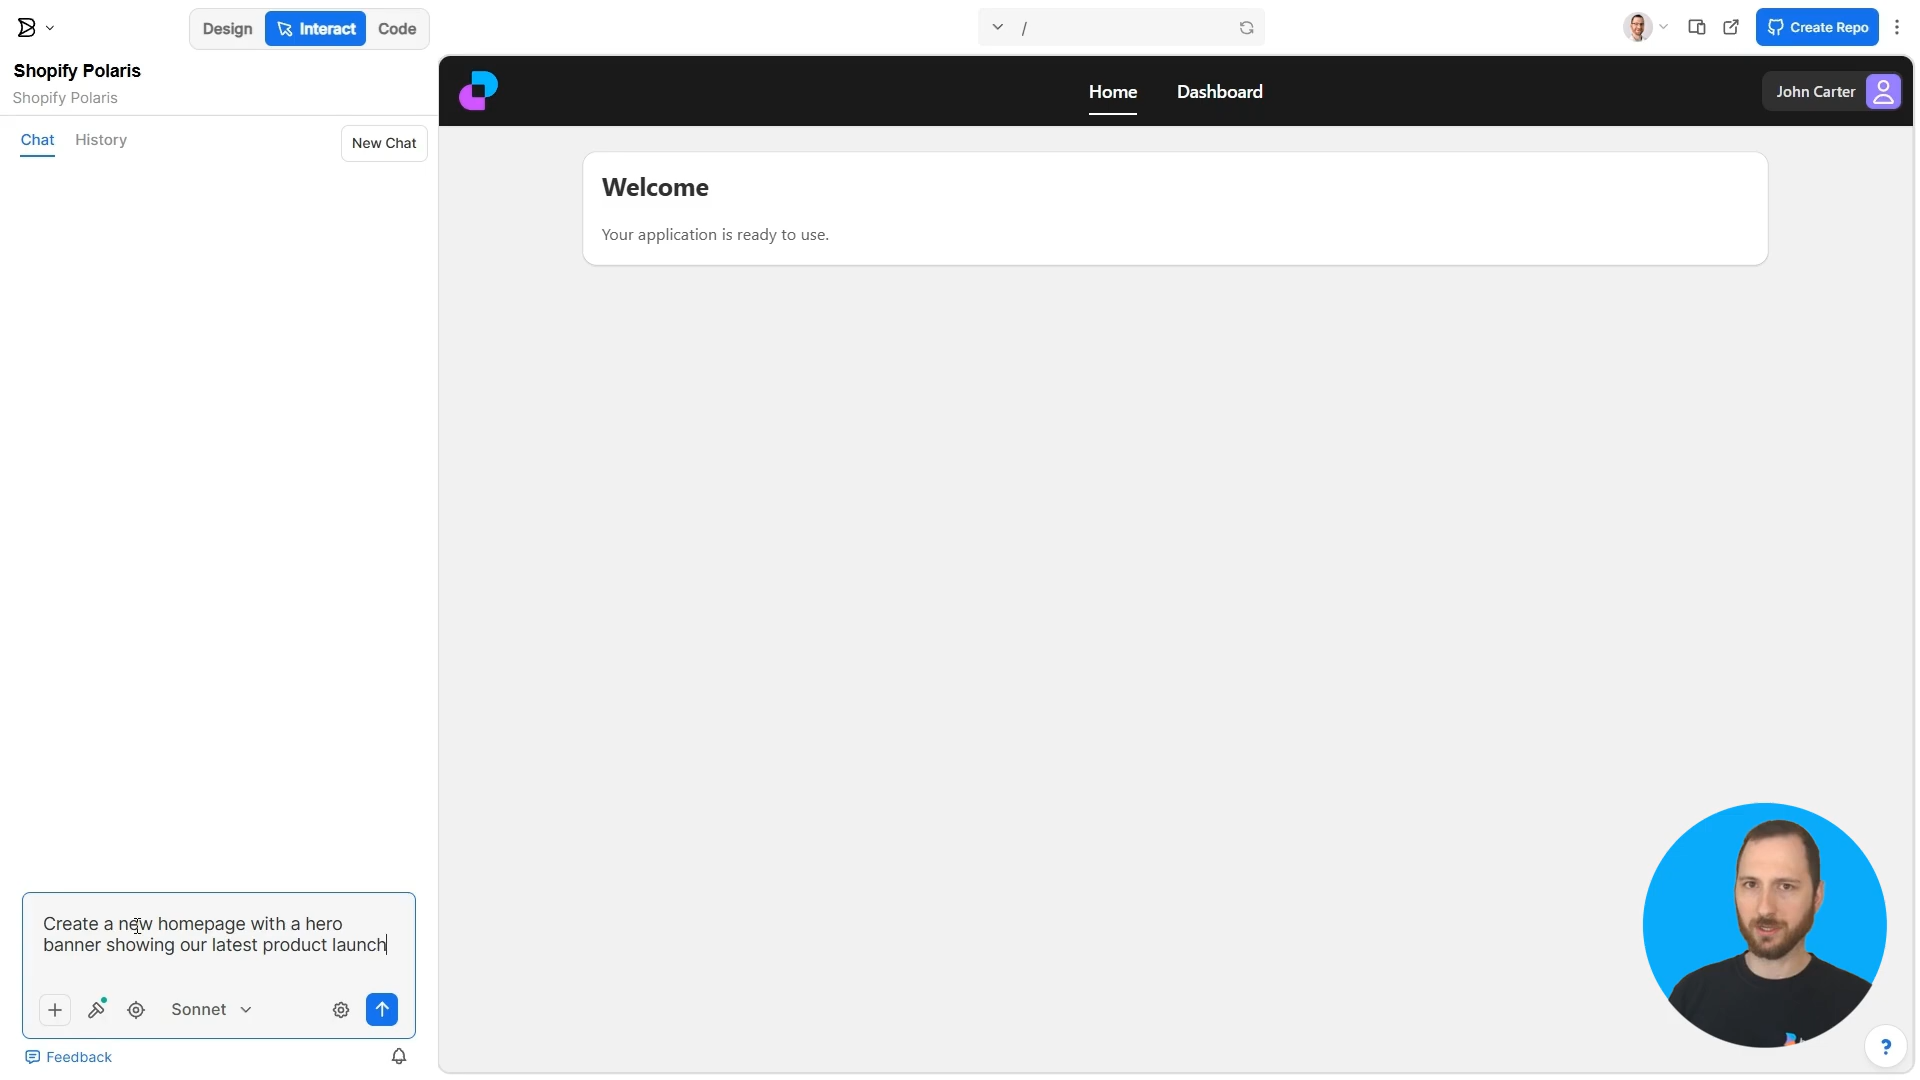 Design
Interact
Code
/
Create Repo
Shopify Polaris
Shopify Polaris
Chat
History
New Chat
Home
Dashboard
John Carter
Welcome
Your application is ready to use.
Create a new homepage with a hero
banner showing our latest product launch
Sonnet
Feedback
?